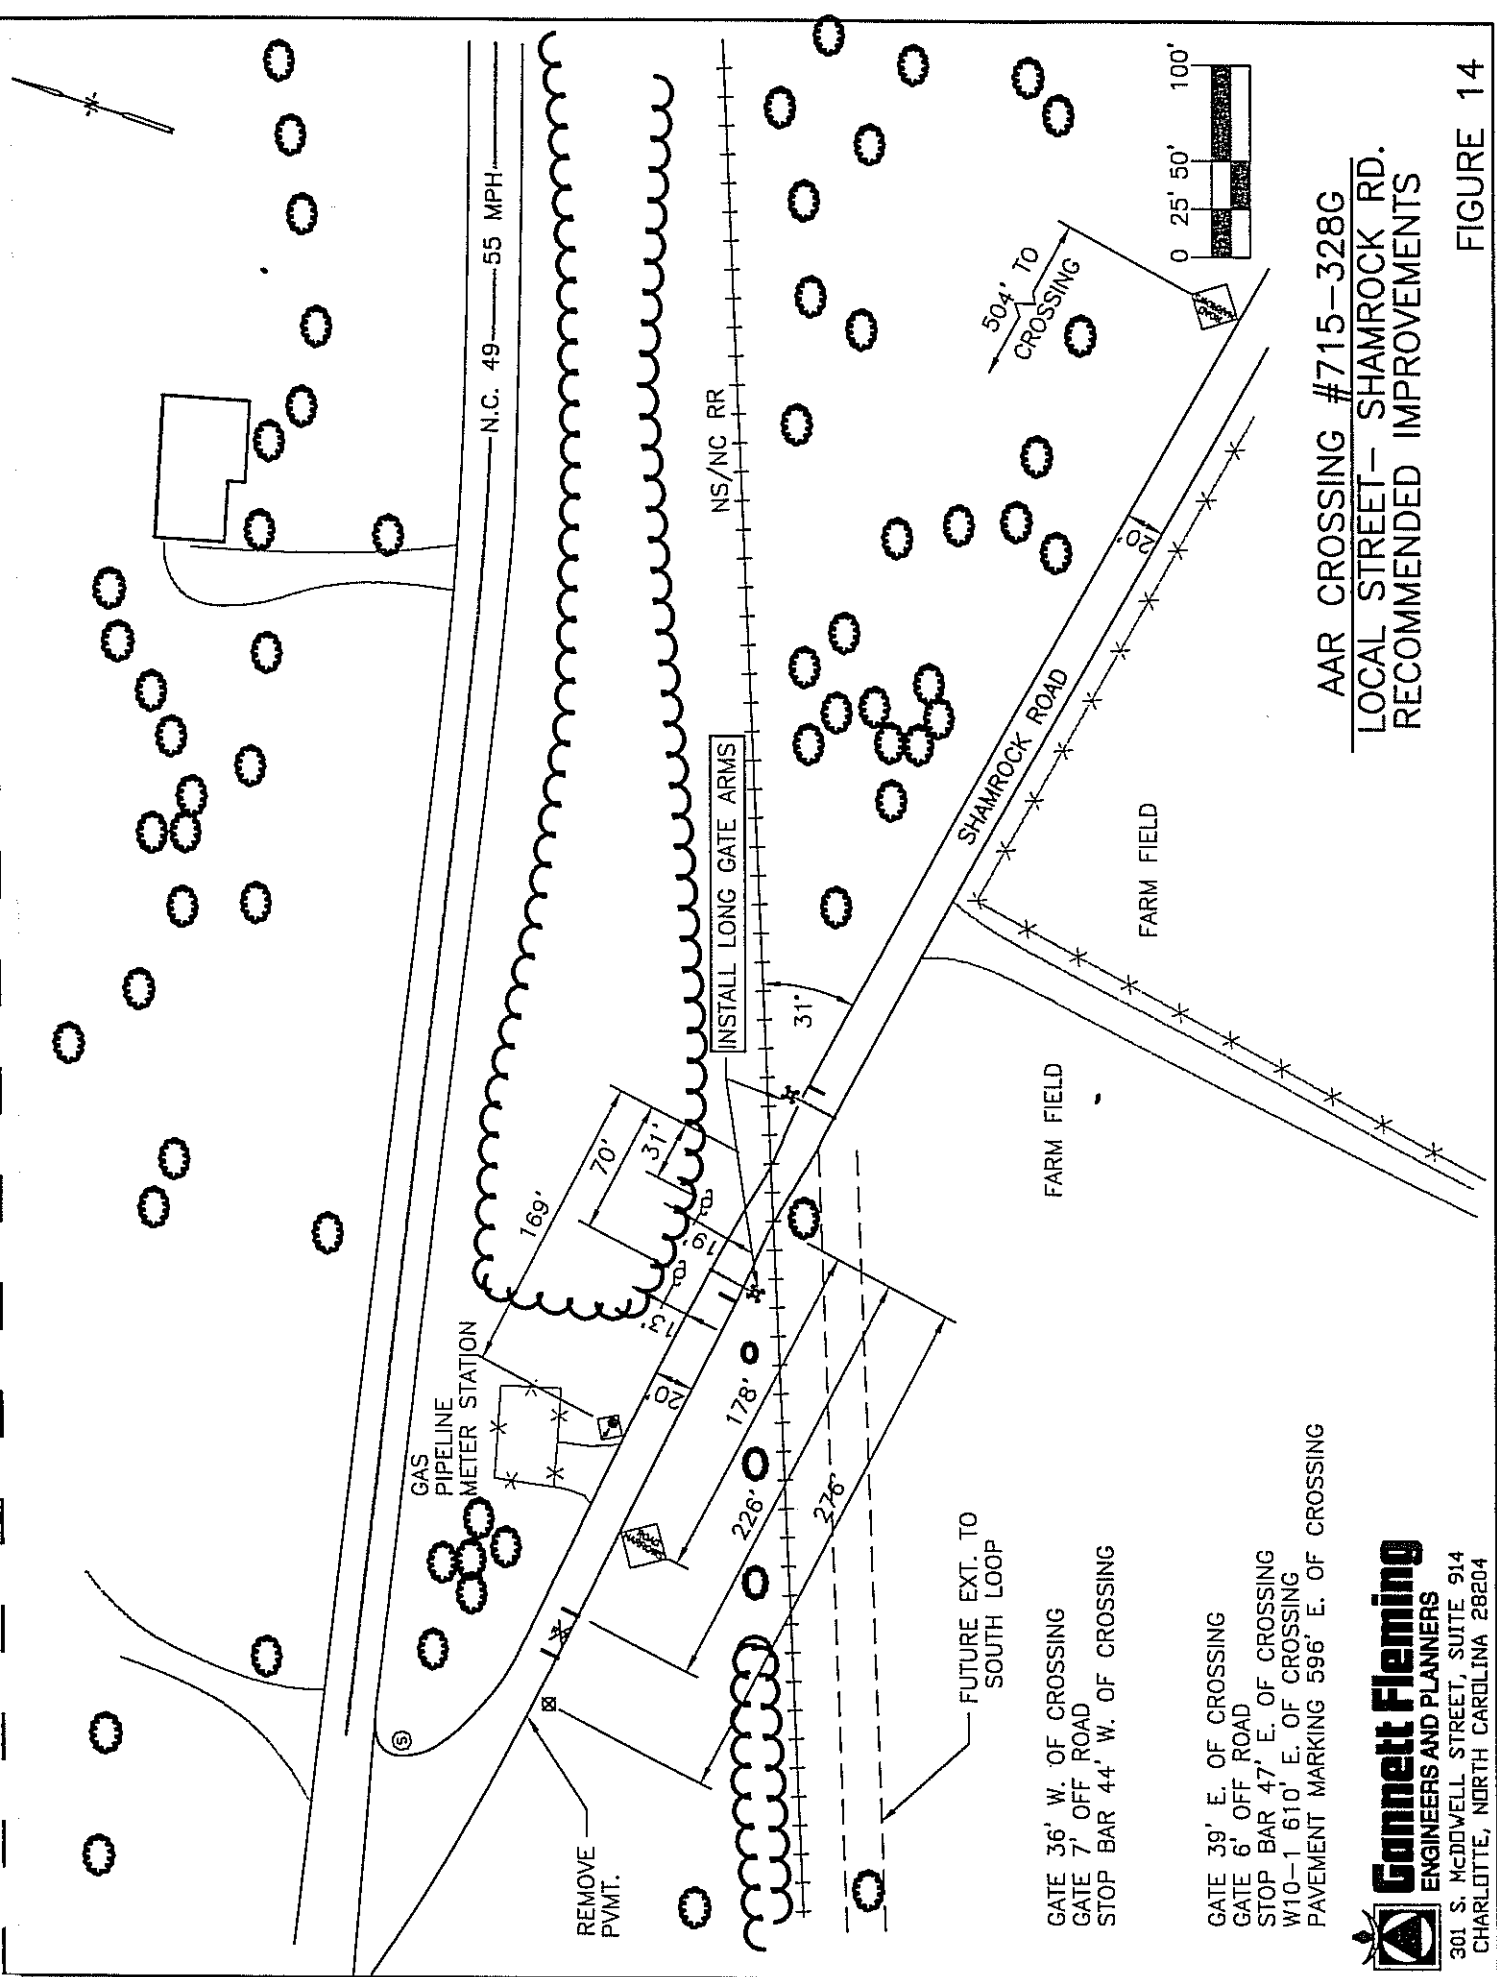 N.C. 49
55 MPH
NS/NC RR
INSTALL LONG GATE ARMS
504' TO
CROSSING
0 25' 50' 100'
31°
SHAMROCK ROAD
20'
169'
70'
31'
19'
13'
20'
GAS
PIPELINE
METER STATION
178'
226'
276'
S
REMOVE
PVMT.
FUTURE EXT. TO
SOUTH LOOP
FARM FIELD
FARM FIELD
GATE 36' W. OF CROSSING
GATE 7' OFF ROAD
STOP BAR 44' W. OF CROSSING
GATE 39' E. OF CROSSING
GATE 6' OFF ROAD
STOP BAR 47' E. OF CROSSING
W10-1 610' E. OF CROSSING
PAVEMENT MARKING 596' E. OF CROSSING
Gannett Fleming
ENGINEERS AND PLANNERS
301 S. McDOWELL STREET, SUITE 914
CHARLOTTE, NORTH CAROLINA 28204
AAR CROSSING #715-328G
LOCAL STREET- SHAMROCK RD.
RECOMMENDED IMPROVEMENTS
FIGURE 14